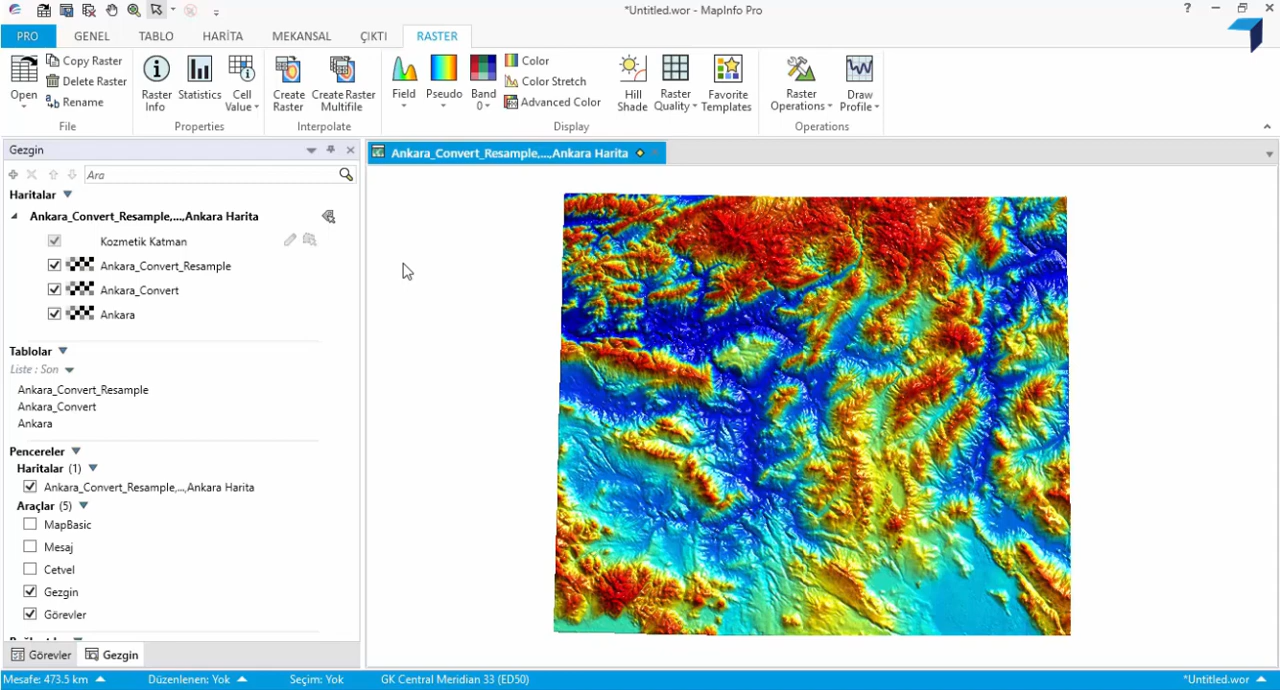 *Untitled.wor - MapInfo Pro
?
PRO GENEL TABLO HARİTA MEKANSAL ÇIKTI RASTER
Open
Copy Raster
Delete Raster
Rename
File
Raster Info
Statistics
Cell Value
Properties
Create Raster
Create Raster Multifile
Interpolate
Field
Pseudo
Band 0
Color
Color Stretch
Advanced Color
Hill Shade
Raster Quality
Favorite Templates
Display
Raster Operations
Draw Profile
Operations
Gezgin
Ara
Haritalar
Ankara_Convert_Resample,...,Ankara Harita
Kozmetik Katman
Ankara_Convert_Resample
Ankara_Convert
Ankara
Tablolar
Liste : Son
Ankara_Convert_Resample
Ankara_Convert
Ankara
Pencereler
Haritalar (1)
Ankara_Convert_Resample,...,Ankara Harita
Araçlar (5)
MapBasic
Mesaj
Cetvel
Gezgin
Görevler
Görevler Gezgin
Ankara_Convert_Resample,...,Ankara Harita
Mesafe: 473.5 km Düzenlenen: Yok Seçim: Yok GK Central Meridian 33 (ED50) *Untitled.wor